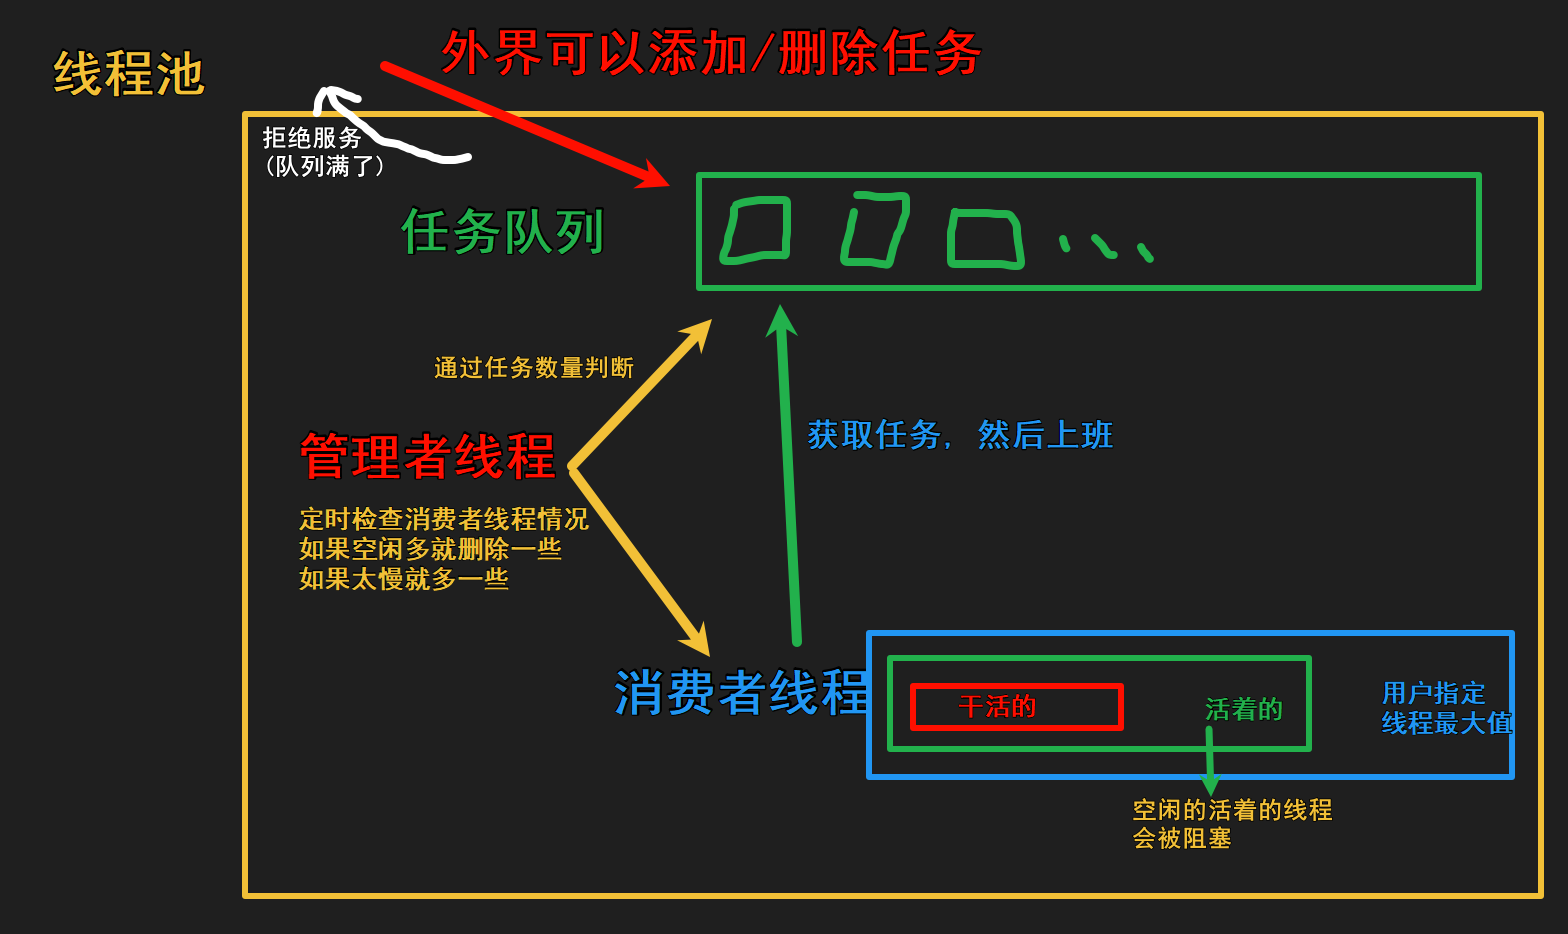 线程池
外界可以添加/删除任务
拒绝服务
(队列满了)
任务队列
通过任务数量判断
管理者线程
获取任务，然后上班
定时检查消费者线程情况
如果空闲多就删除一些
如果太慢就多一些
消费者线程
干活的
活着的
用户指定
线程最大值
空闲的活着的线程
会被阻塞